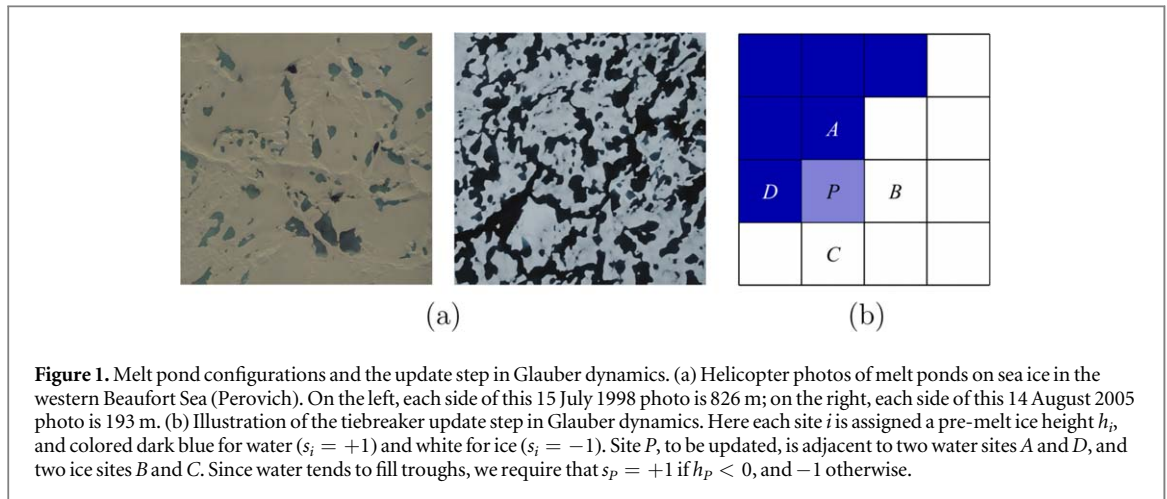 A
D
P
B
C
(a)
(b)
Figure 1. Melt pond configurations and the update step in Glauber dynamics. (a) Helicopter photos of melt ponds on sea ice in the
western Beaufort Sea (Perovich). On the left, each side of this 15 July 1998 photo is 826 m; on the right, each side of this 14 August 2005
photo is 193 m. (b) Illustration of the tiebreaker update step in Glauber dynamics. Here each site i is assigned a pre-melt ice height hᵢ,
and colored dark blue for water (sᵢ = +1) and white for ice (sᵢ = −1). Site P, to be updated, is adjacent to two water sites A and D, and
two ice sites B and C. Since water tends to fill troughs, we require that s_P = +1 if h_P < 0, and −1 otherwise.